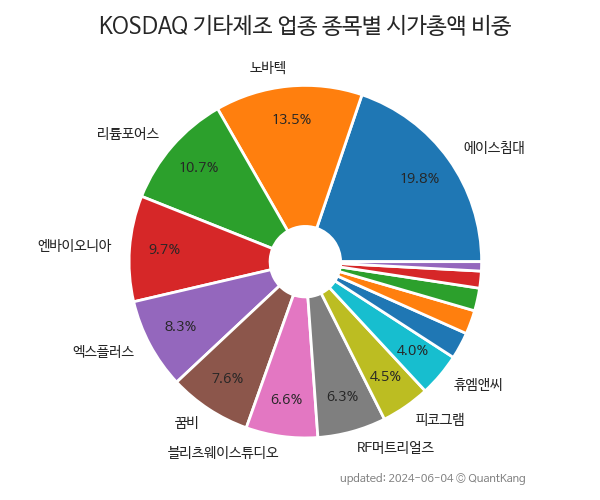 KOSDAQ 기타제조 업종 종목별 시가총액 비중
노바텍
13.5%
리튬포어스
10.7%
에이스침대
19.8%
엔바이오니아
9.7%
엑스플러스
8.3%
꿈비
7.6%
블리츠웨이스튜디오
6.6%
RF머트리얼즈
6.3%
피코그램
4.5%
휴엠앤씨
4.0%
updated: 2024-06-04 © QuantKang